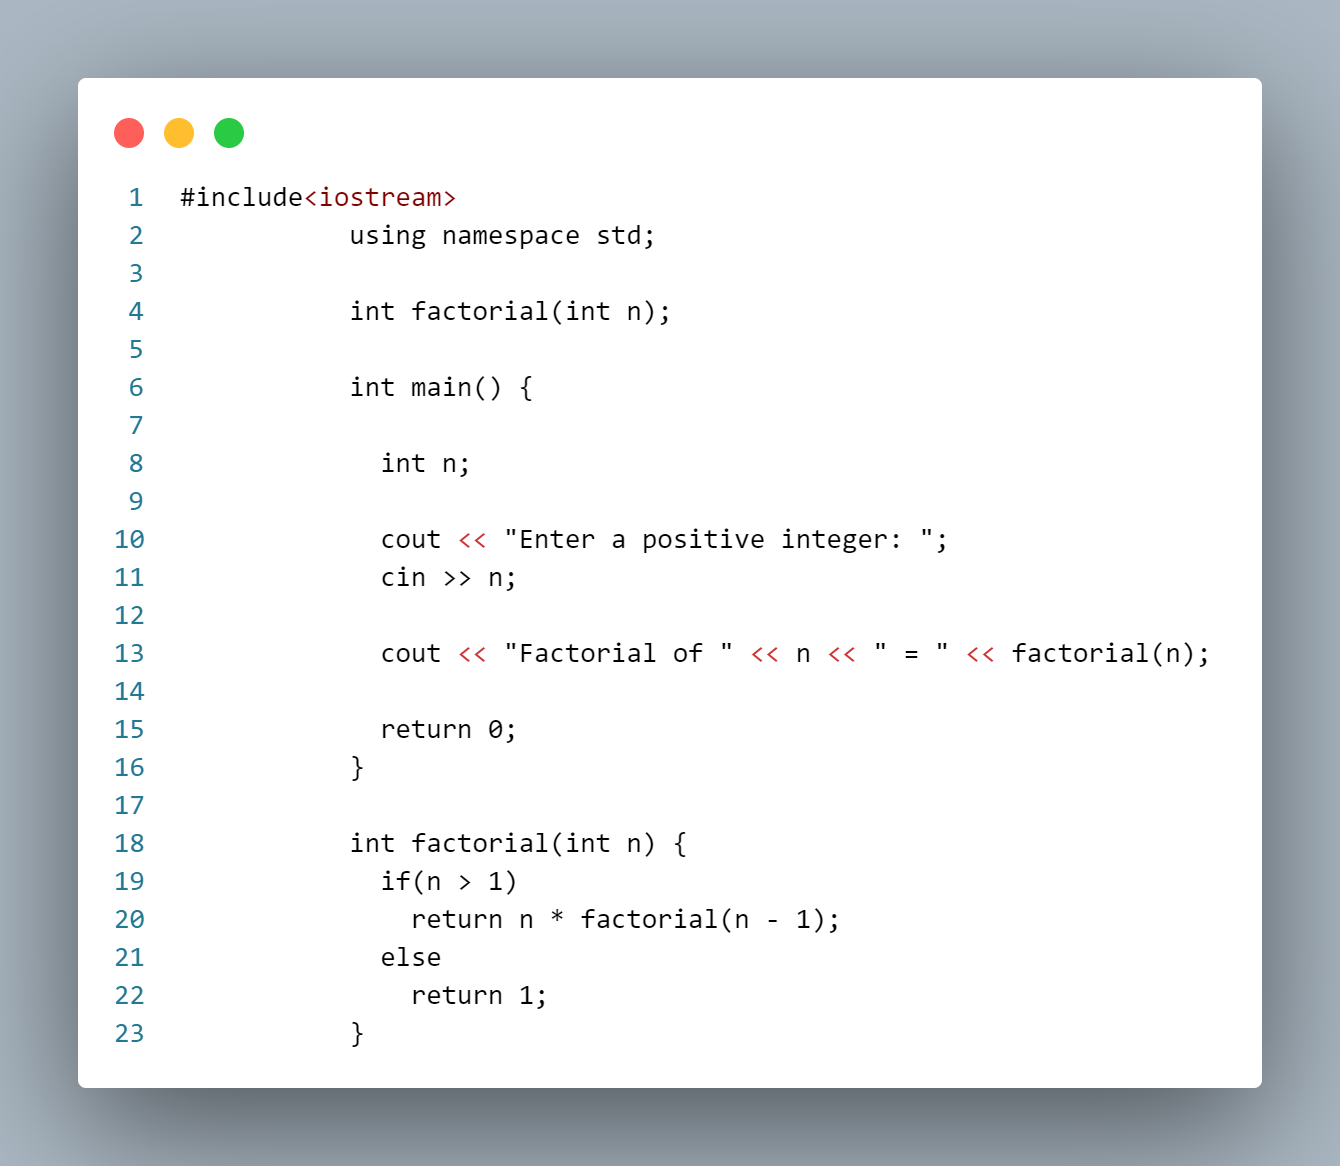 1 #include<iostream>
2 using namespace std;
3
4 int factorial(int n);
5
6 int main() {
7
8 int n;
9
10 cout << "Enter a positive integer: ";
11 cin >> n;
12
13 cout << "Factorial of " << n << " = " << factorial(n);
14
15 return 0;
16 }
17
18 int factorial(int n) {
19 if(n > 1)
20 return n * factorial(n - 1);
21 else
22 return 1;
23 }